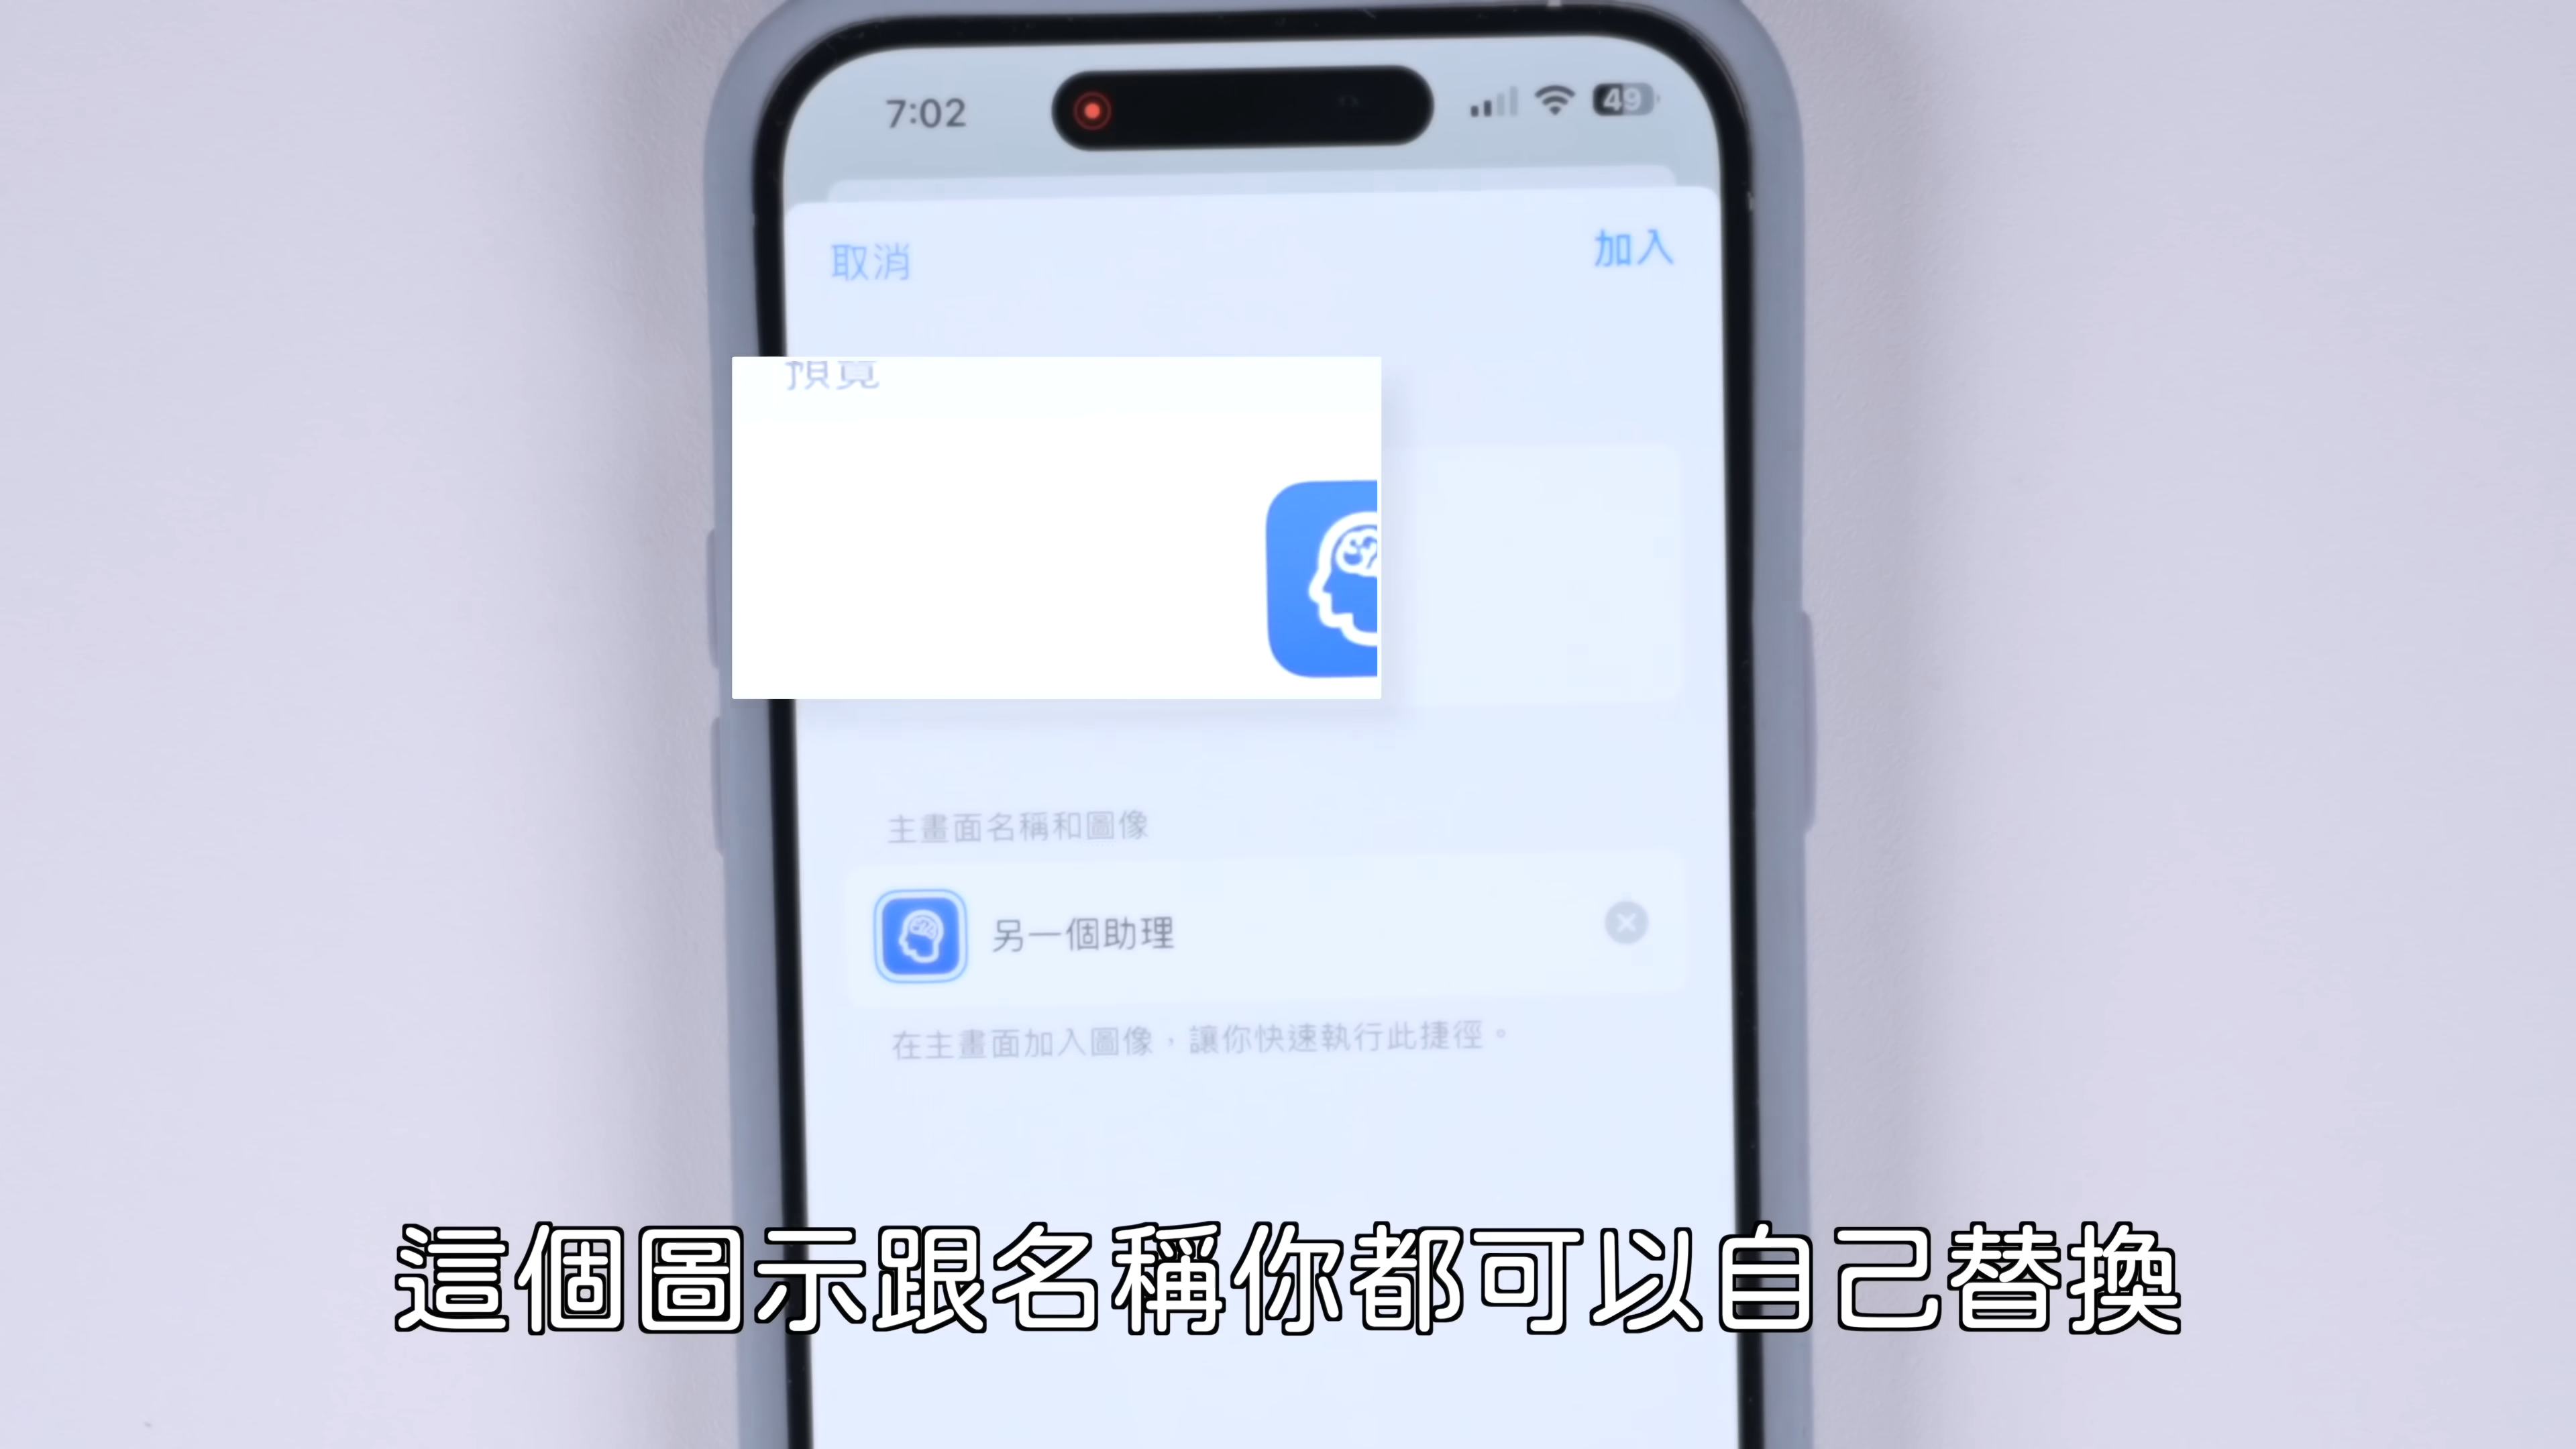 7:02
49
取消
加入
預覽
主畫面名稱和圖像
另一個助理
在主畫面加入圖像，讓你快速執行此捷徑。
這個圖示跟名稱你都可以自己替換